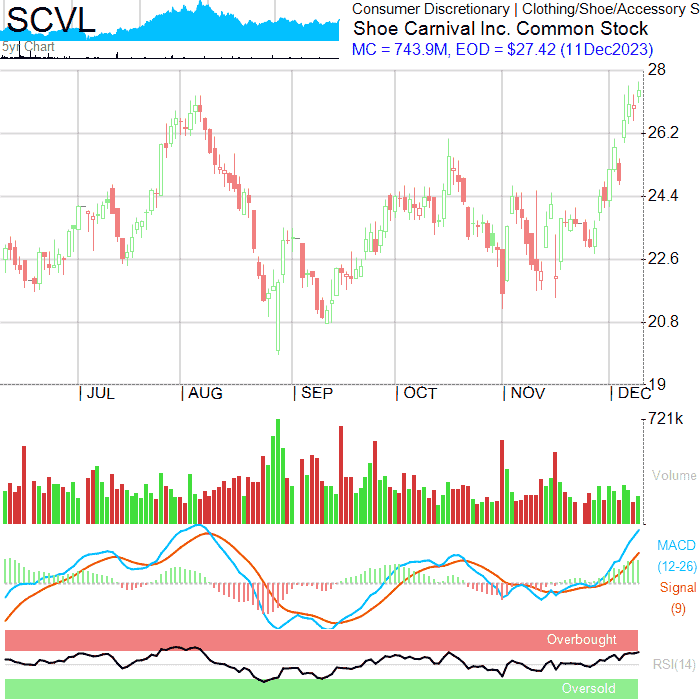 SCVL
5yr Chart
Consumer Discretionary | Clothing/Shoe/Accessory S
Shoe Carnival Inc. Common Stock
MC = 743.9M, EOD = $27.42 (11Dec2023)
28
26.2
24.4
22.6
20.8
19
| JUL | AUG | SEP | OCT | NOV | DEC
721k
Volume
MACD
(12-26)
Signal
(9)
Overbought
RSI(14)
Oversold